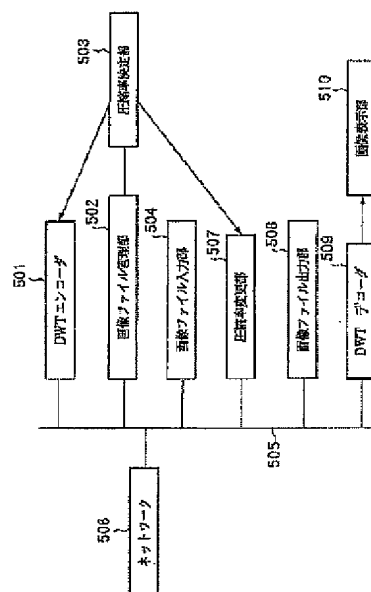 501
DWTエンコーダ
502
画像ファイル管理部
503
圧縮率決定部
504
画像ファイル入力部
507
圧縮率変更部
508
画像ファイル出力部
509
DWT デコーダ
510
画像表示部
505
506
ネットワーク